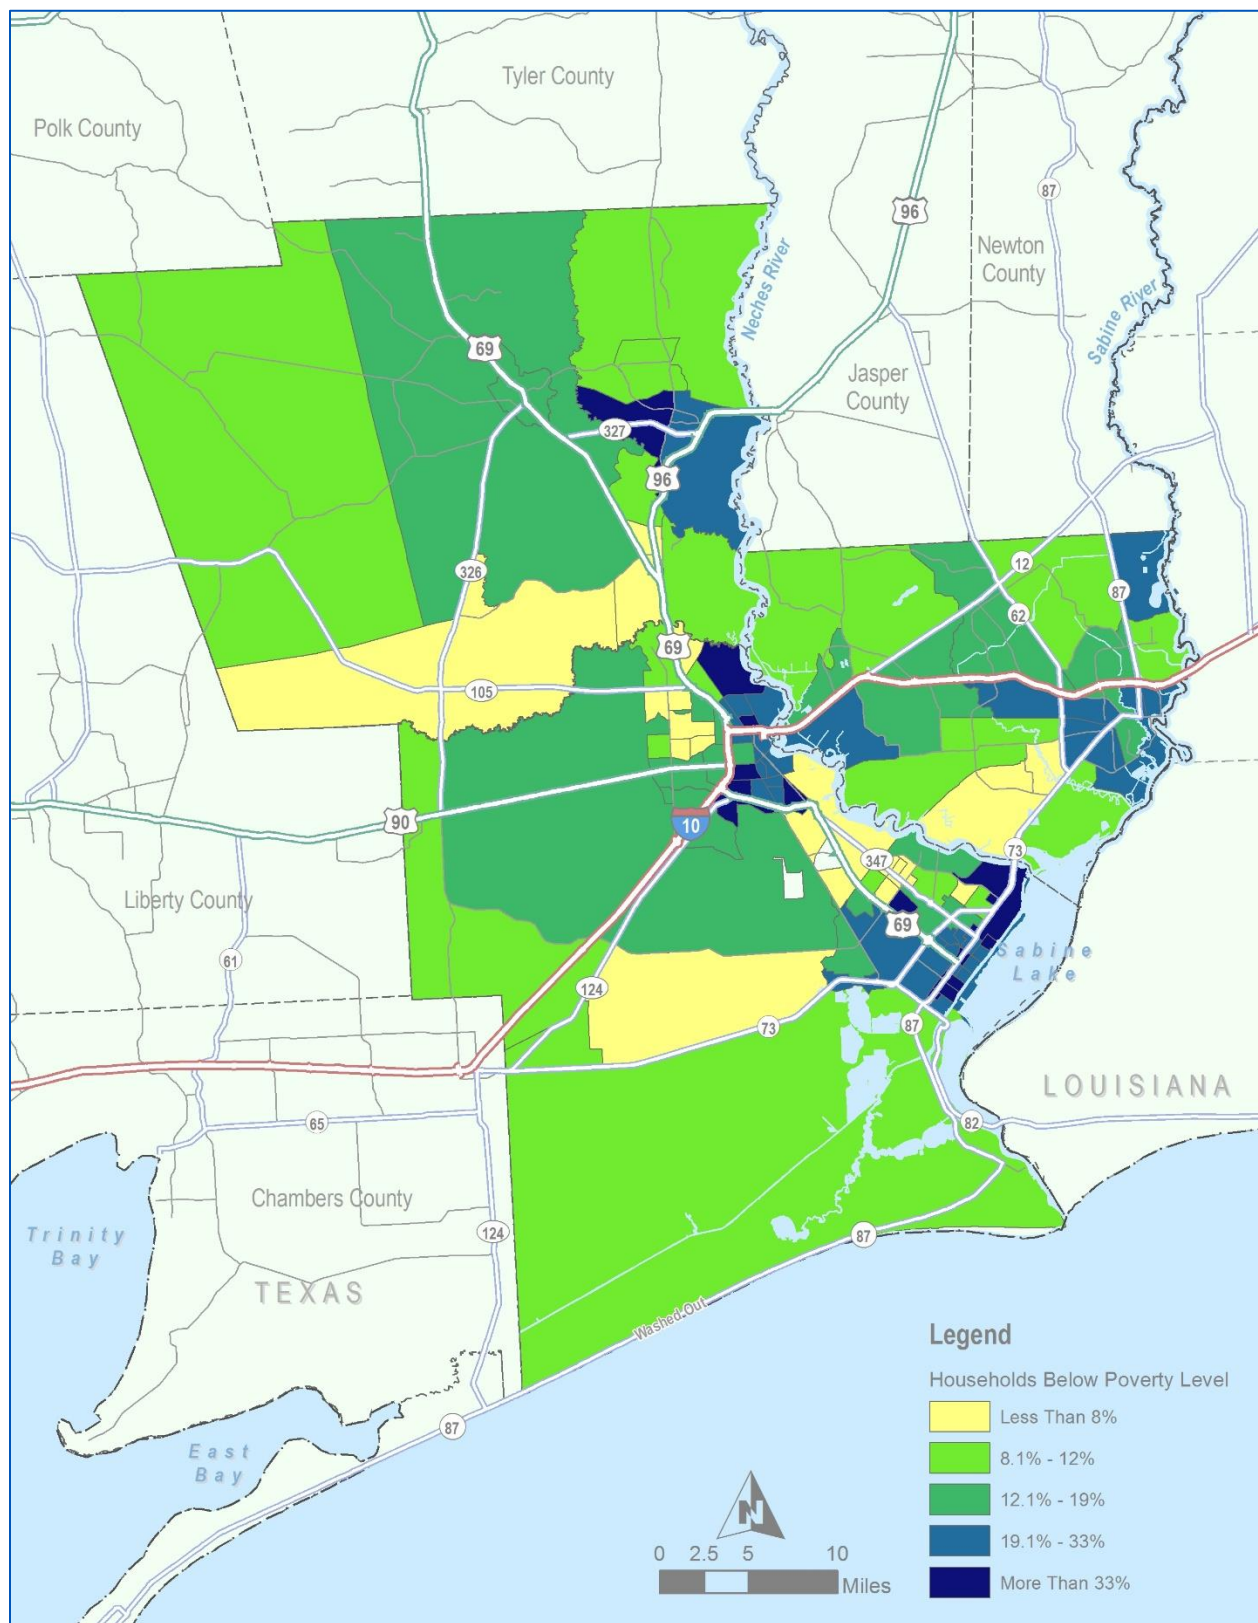 Tyler County
Polk County
87
96
Newton
County
Neches River
Sabine River
69
Jasper
County
327
96
326
12
87
62
69
105
90
10
347
73
Liberty County
69
61
Sabine
Lake
124
73
87
LOUISIANA
65
82
Chambers County
Trinity
Bay
124
87
TEXAS
Washed Out
87
East
Bay
Legend
Households Below Poverty Level
Less Than 8%
8.1% - 12%
12.1% - 19%
19.1% - 33%
More Than 33%
N
0 2.5 5 10
Miles